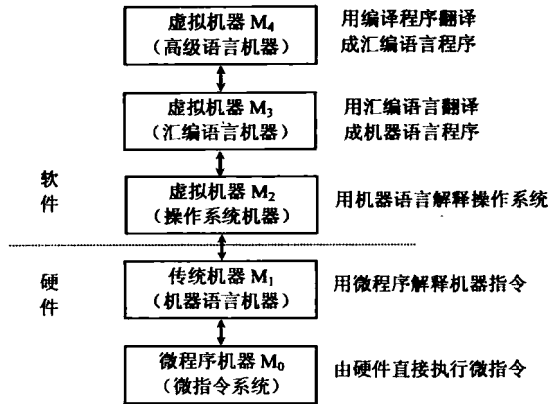 虚拟机器 M₄ 用编译程序翻译
(高级语言机器) 成汇编语言程序
虚拟机器 M₃ 用汇编语言翻译
(汇编语言机器) 成机器语言程序
软 虚拟机器 M₂
件 (操作系统机器) 用机器语言解释操作系统
硬 传统机器 M₁
件 (机器语言机器) 用微程序解释机器指令
微程序机器 M₀
(微指令系统) 由硬件直接执行微指令